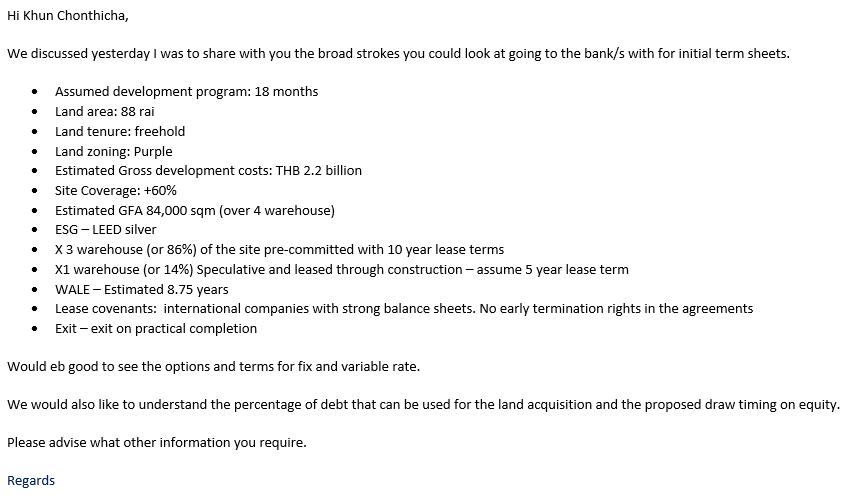 Hi Khun Chonthicha,
We discussed yesterday I was to share with you the broad strokes you could look at going to the bank/s with for initial term sheets.
• Assumed development program: 18 months
• Land area: 88 rai
• Land tenure: freehold
• Land zoning: Purple
• Estimated Gross development costs: THB 2.2 billion
• Site Coverage: +60%
• Estimated GFA 84,000 sqm (over 4 warehouse)
• ESG – LEED silver
• X 3 warehouse (or 86%) of the site pre-committed with 10 year lease terms
• X1 warehouse (or 14%) Speculative and leased through construction – assume 5 year lease term
• WALE – Estimated 8.75 years
• Lease covenants:  international companies with strong balance sheets. No early termination rights in the agreements
• Exit – exit on practical completion
Would eb good to see the options and terms for fix and variable rate.
We would also like to understand the percentage of debt that can be used for the land acquisition and the proposed draw timing on equity.
Please advise what other information you require.
Regards